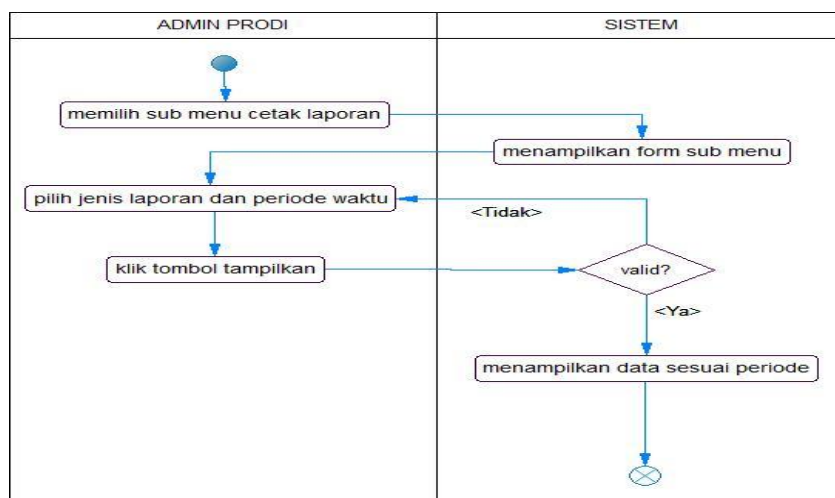 ADMIN PRODI
SISTEM
memilih sub menu cetak laporan
menampilkan form sub menu
pilih jenis laporan dan periode waktu
<Tidak>
klik tombol tampilkan
valid?
<Ya>
menampilkan data sesuai periode